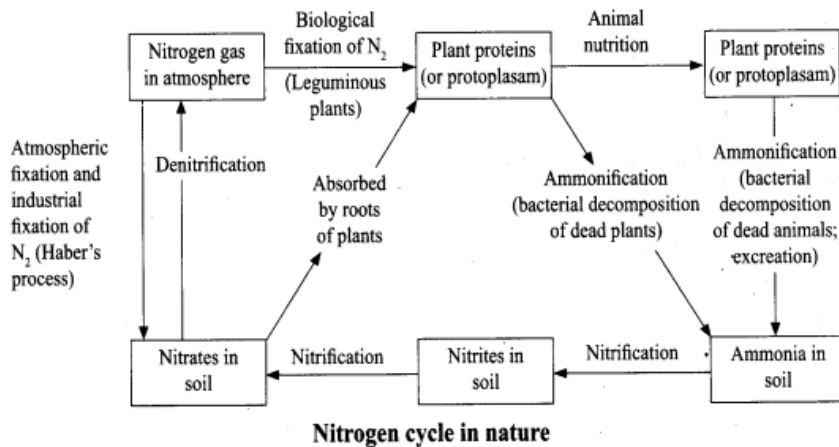 Biological
fixation of N₂
(Leguminous
plants)
Animal
nutrition
Nitrogen gas
in atmosphere
Plant proteins
(or protoplasam)
Plant proteins
(or protoplasam)
Atmospheric
fixation and
industrial
fixation of
N₂ (Haber's
process)
Denitrification
Absorbed
by roots
of plants
Ammonification
(bacterial decomposition
of dead plants)
Ammonification
(bacterial
decomposition
of dead animals;
excreation)
Nitrates in
soil
Nitrification
Nitrites in
soil
Nitrification
Ammonia in
soil
Nitrogen cycle in nature